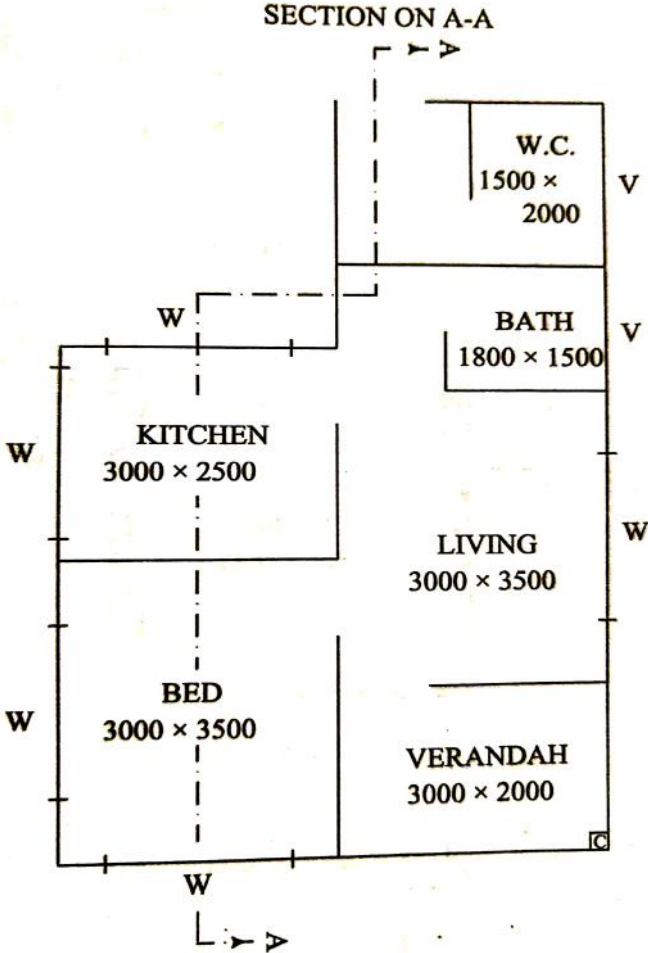 SECTION ON A-A
A
W.C.
1500 ×
2000
V
W
BATH
1800 × 1500
V
KITCHEN
3000 × 2500
W
LIVING
3000 × 3500
W
BED
3000 × 3500
W
VERANDAH
3000 × 2000
C
W
A